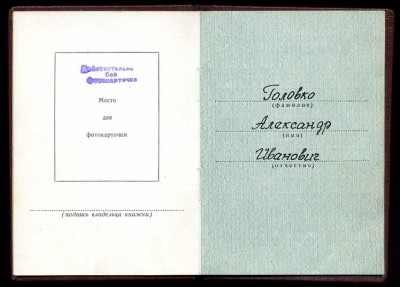 Действительно
без
фотокарточки
Место
для
фотокарточки
(подпись владельца книжки)
Головко
(фамилия)
Александр
(имя)
Иванович
(отчество)